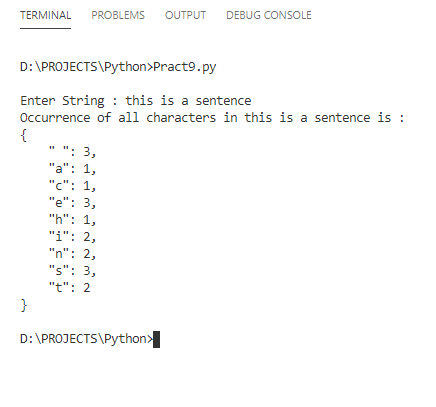 TERMINAL PROBLEMS OUTPUT DEBUG CONSOLE
D:\PROJECTS\Python>Pract9.py
Enter String : this is a sentence
Occurrence of all characters in this is a sentence is :
{
    " ": 3,
    "a": 1,
    "c": 1,
    "e": 3,
    "h": 1,
    "i": 2,
    "n": 2,
    "s": 3,
    "t": 2
}
D:\PROJECTS\Python>